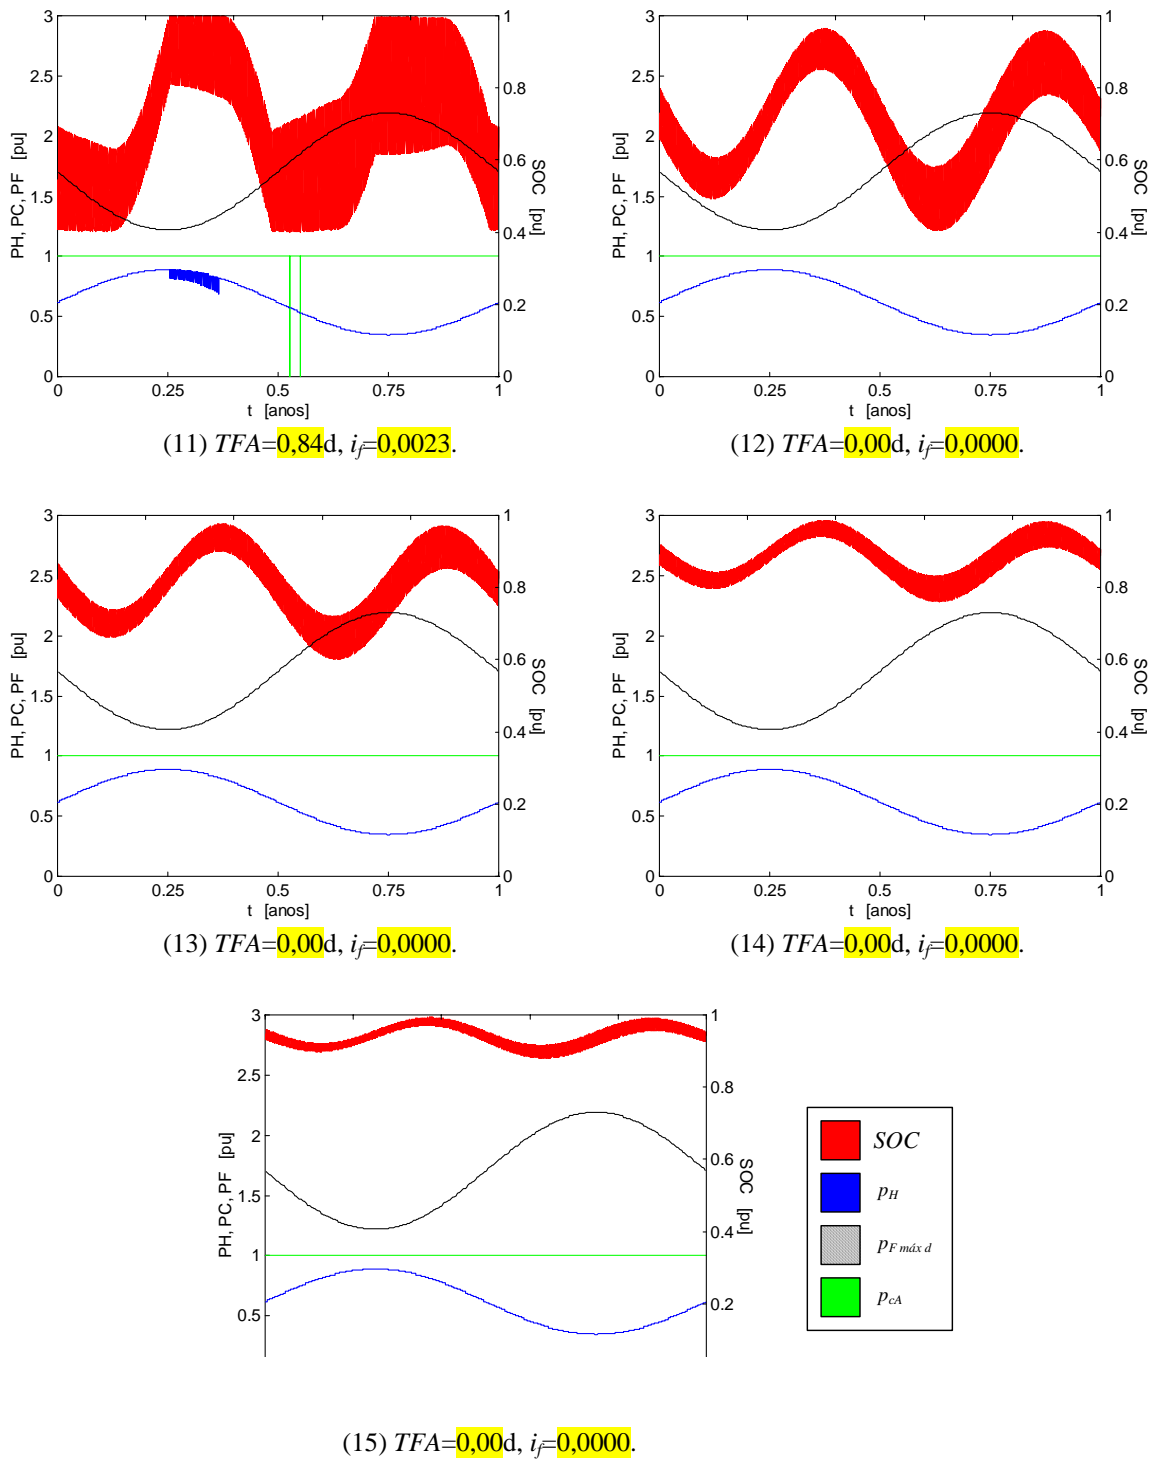 3
2.5
2
1.5
1
0.5
0
PH, PC, PF [pu]
1
0.8
0.6
0.4
0.2
0
SOC [pu]
0 0.25 0.5 0.75 1
t [anos]
(11) TFA=0,84d, if=0,0023.
3
2.5
2
1.5
1
0.5
0
PH, PC, PF [pu]
1
0.8
0.6
0.4
0.2
0
SOC [pu]
0 0.25 0.5 0.75 1
t [anos]
(12) TFA=0,00d, if=0,0000.
3
2.5
2
1.5
1
0.5
0
PH, PC, PF [pu]
1
0.8
0.6
0.4
0.2
0
SOC [pu]
0 0.25 0.5 0.75 1
t [anos]
(13) TFA=0,00d, if=0,0000.
3
2.5
2
1.5
1
0.5
0
PH, PC, PF [pu]
1
0.8
0.6
0.4
0.2
0
SOC [pu]
0 0.25 0.5 0.75 1
t [anos]
(14) TFA=0,00d, if=0,0000.
3
2.5
2
1.5
1
0.5
PH, PC, PF [pu]
1
0.8
0.6
0.4
0.2
SOC [pu]
SOC
pH
pF máx d
pcA
(15) TFA=0,00d, if=0,0000.